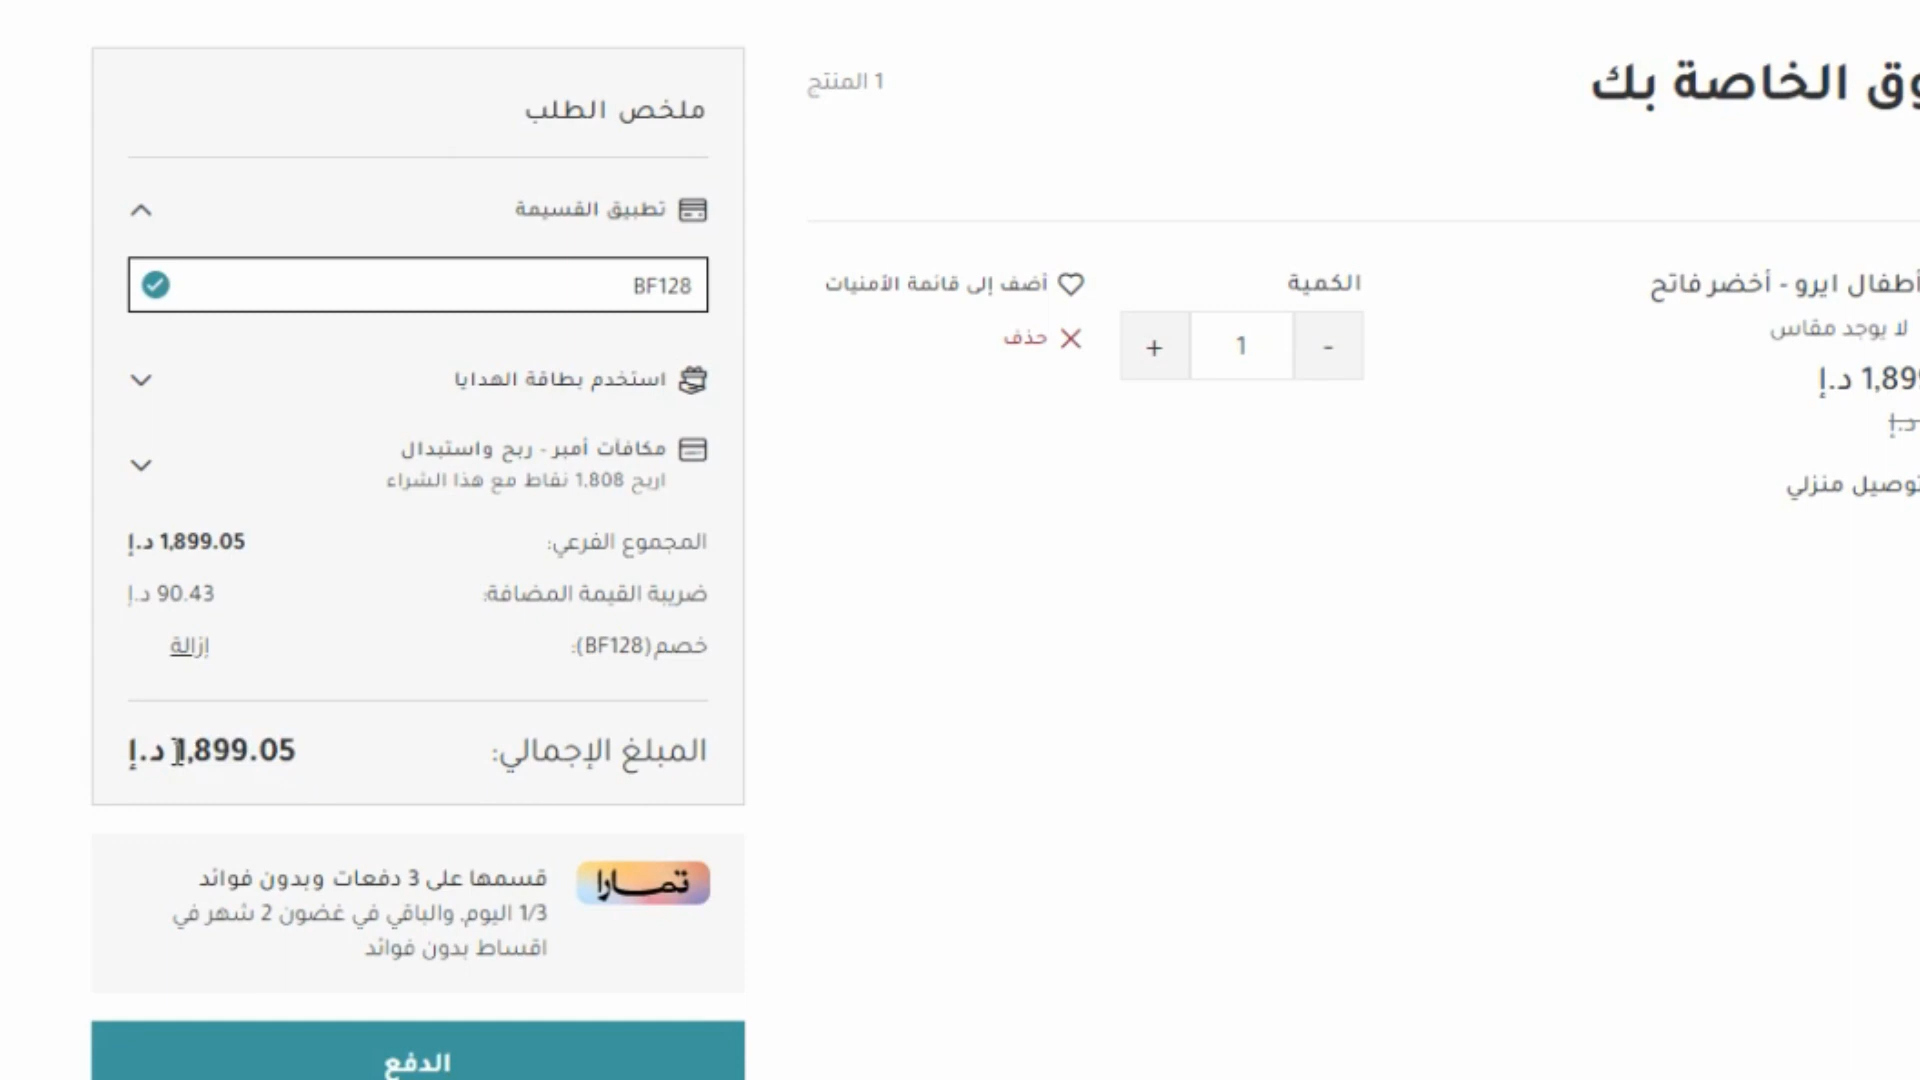 الخاصة بك
1 المنتج
أطفال ايرو - أخضر فاتح
لا يوجد مقاس
د.إ
د.إ
توصيل منزلي
الكمية
- 1 +
أضف إلى قائمة الأمنيات
حذف
ملخص الطلب
تطبيق القسيمة
BF128
استخدم بطاقة الهدايا
مكافآت أمبر - ربح واستبدال
اربح 1,808 نقاط مع هذا الشراء
المجموع الفرعي: 1,899.05 د.إ
ضريبة القيمة المضافة: 90.43 د.إ
خصم(BF128): إزالة
المبلغ الإجمالي: 1,899.05 د.إ
تمارا
قسمها على 3 دفعات وبدون فوائد
1/3 اليوم, والباقي في غضون 2 شهر في
اقساط بدون فوائد
الدفع